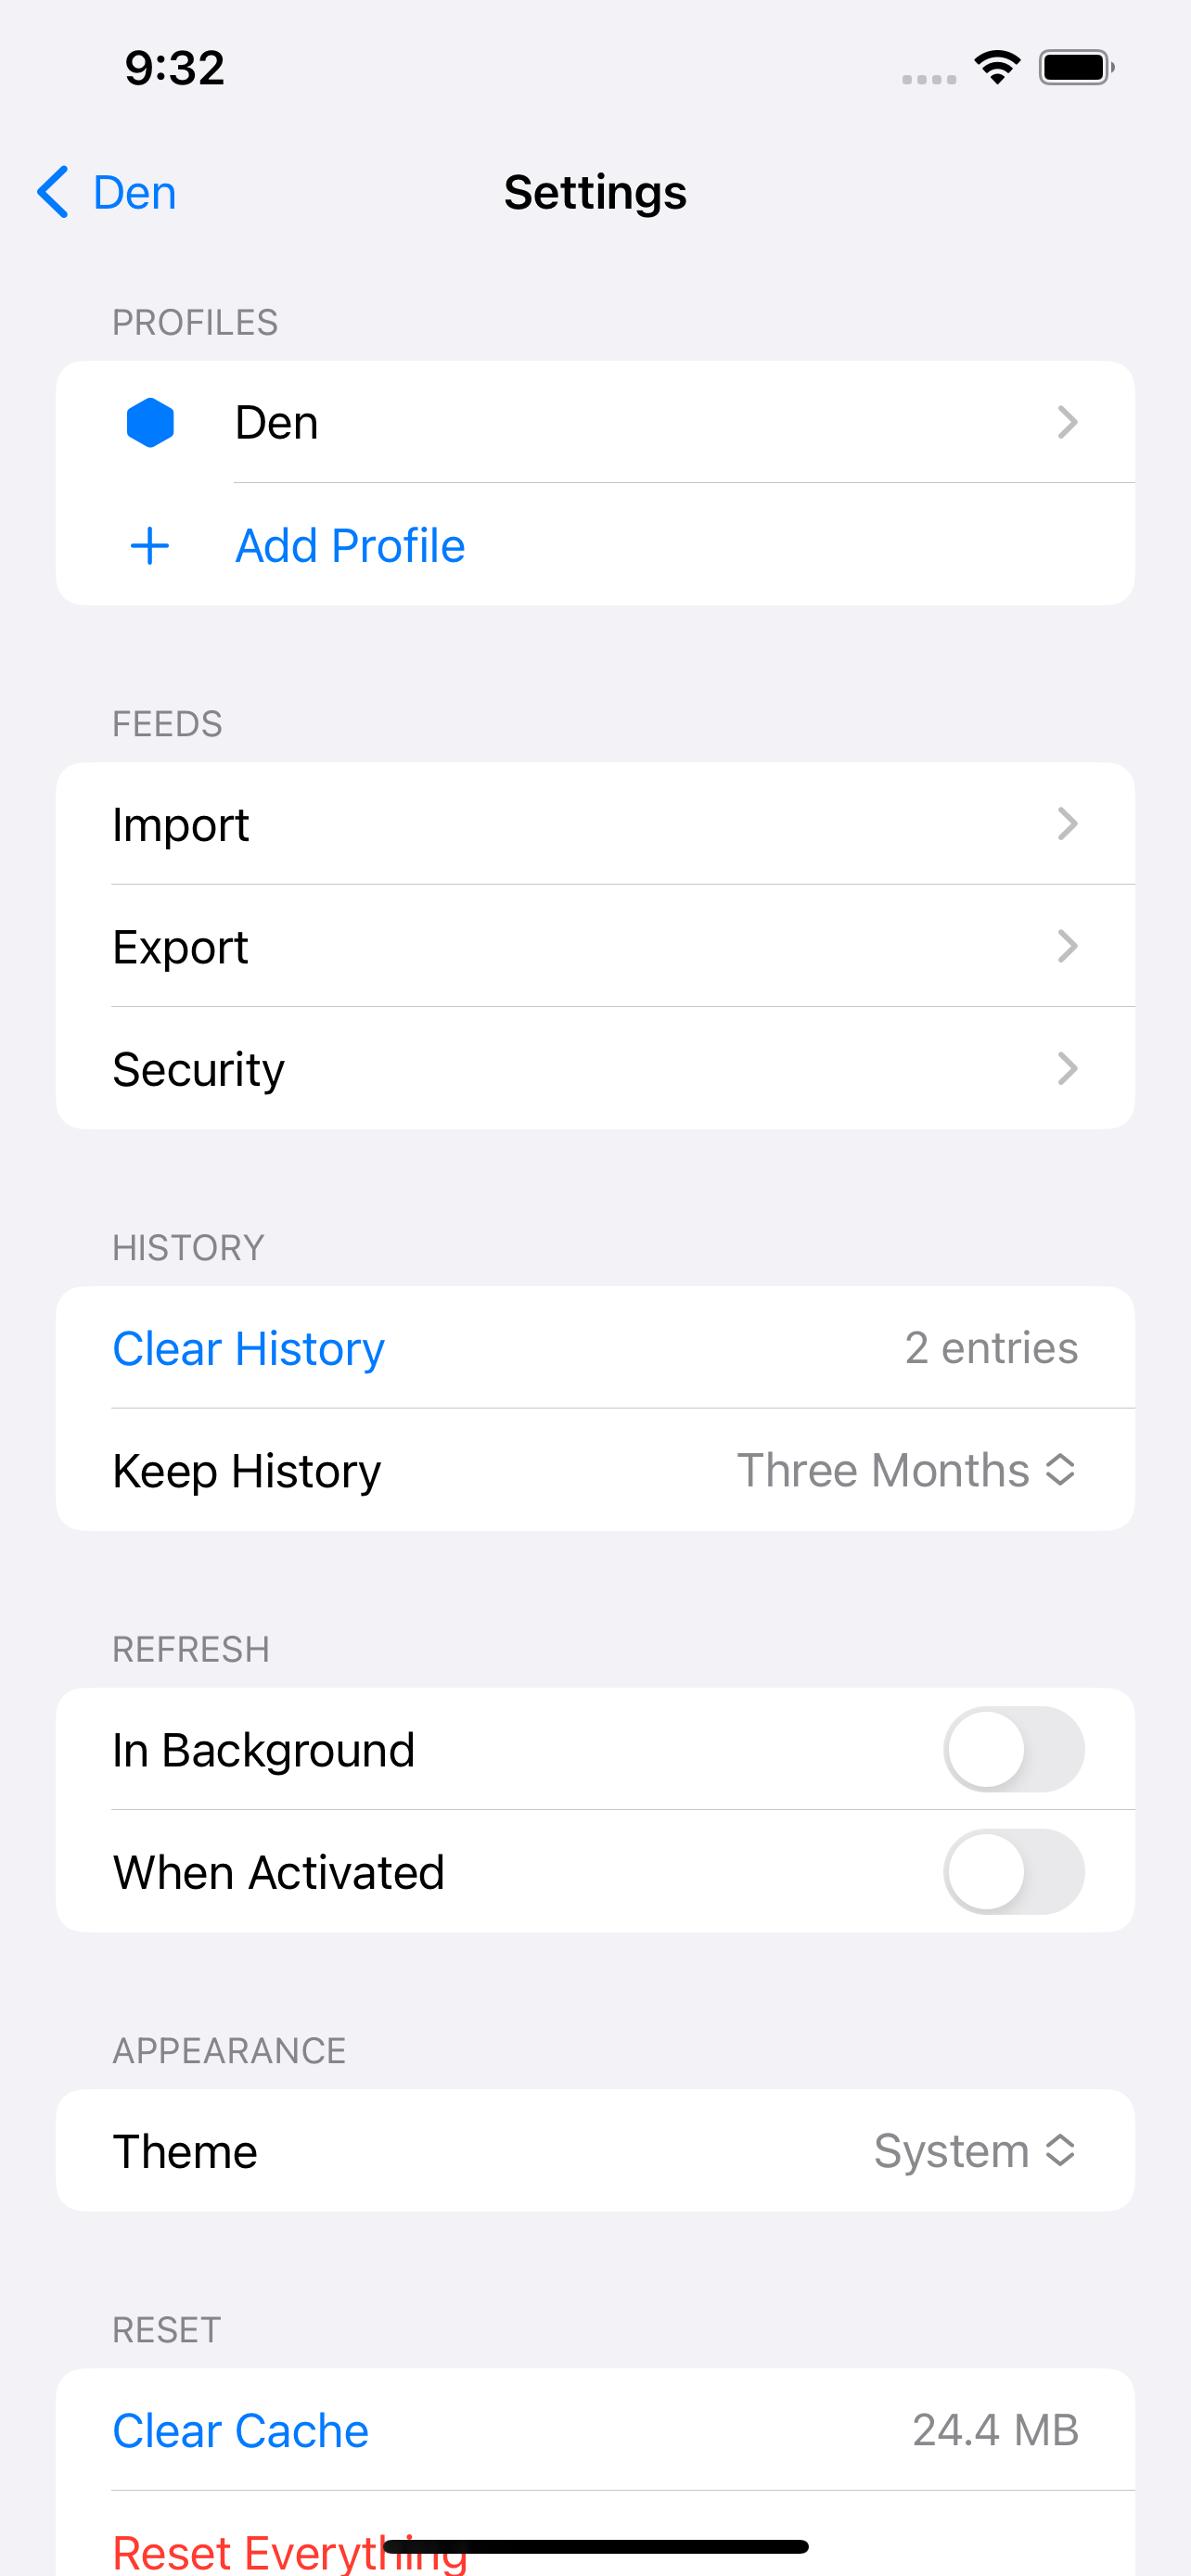 9:32
Den
Settings
PROFILES
Den
Add Profile
FEEDS
Import
Export
Security
HISTORY
Clear History 2 entries
Keep History Three Months
REFRESH
In Background
When Activated
APPEARANCE
Theme System
RESET
Clear Cache 24.4 MB
Reset Everything